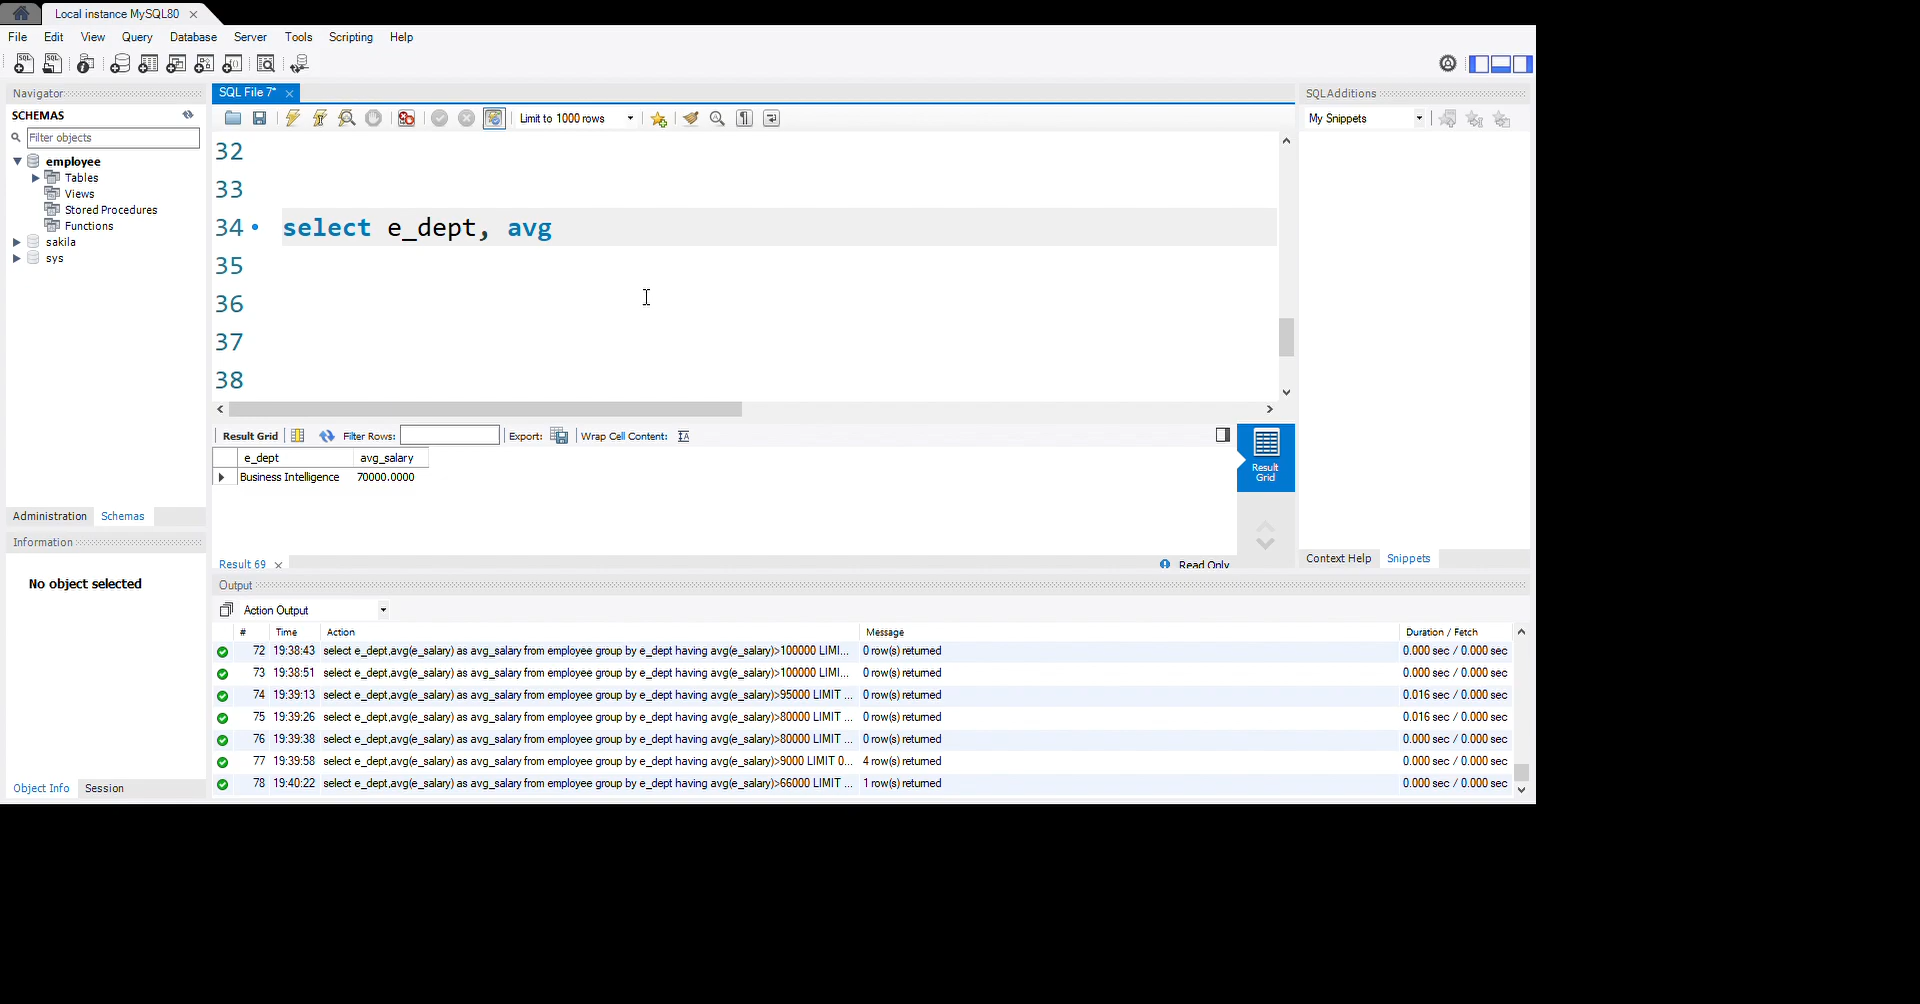 Local instance MySQL80
File Edit View Query Database Server Tools Scripting Help
Navigator
SCHEMAS
Filter objects
employee
Tables
Views
Stored Procedures
Functions
sakila
sys
Administration Schemas
Information
No object selected
Object Info Session
SQL File 7*
Limit to 1000 rows
32
33
34 select e_dept, avg
35
36
37
38
Result Grid Filter Rows: Export: Wrap Cell Content:
e_dept avg_salary
Business Intelligence 70000.0000
Result Grid
Result 69 Read Only
SQLAdditions
My Snippets
Context Help Snippets
Output
Action Output
# Time Action Message Duration / Fetch
72 19:38:43 select e_dept,avg(e_salary) as avg_salary from employee group by e_dept having avg(e_salary)>100000 LIMI... 0 row(s) returned 0.000 sec / 0.000 sec
73 19:38:51 select e_dept,avg(e_salary) as avg_salary from employee group by e_dept having avg(e_salary)>100000 LIMI... 0 row(s) returned 0.000 sec / 0.000 sec
74 19:39:13 select e_dept,avg(e_salary) as avg_salary from employee group by e_dept having avg(e_salary)>95000 LIMIT ... 0 row(s) returned 0.016 sec / 0.000 sec
75 19:39:26 select e_dept,avg(e_salary) as avg_salary from employee group by e_dept having avg(e_salary)>80000 LIMIT ... 0 row(s) returned 0.016 sec / 0.000 sec
76 19:39:38 select e_dept,avg(e_salary) as avg_salary from employee group by e_dept having avg(e_salary)>80000 LIMIT ... 0 row(s) returned 0.000 sec / 0.000 sec
77 19:39:58 select e_dept,avg(e_salary) as avg_salary from employee group by e_dept having avg(e_salary)>9000 LIMIT 0... 4 row(s) returned 0.000 sec / 0.000 sec
78 19:40:22 select e_dept,avg(e_salary) as avg_salary from employee group by e_dept having avg(e_salary)>66000 LIMIT ... 1 row(s) returned 0.000 sec / 0.000 sec